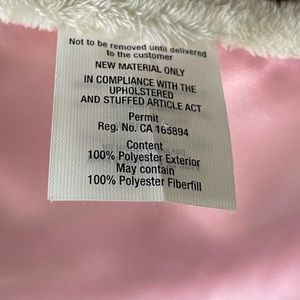 Not to be removed until delivered
to the customer
NEW MATERIAL ONLY
IN COMPLIANCE WITH THE
UPHOLSTERED
AND STUFFED ARTICLE ACT
Permit
Reg. No. CA 165894
Content
100% Polyester Exterior
May contain
100% Polyester Fiberfill